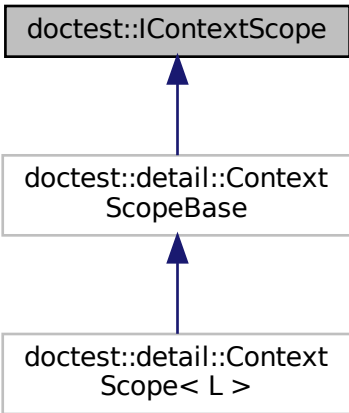 doctest::IContextScope
doctest::detail::Context
ScopeBase
doctest::detail::Context
Scope< L >